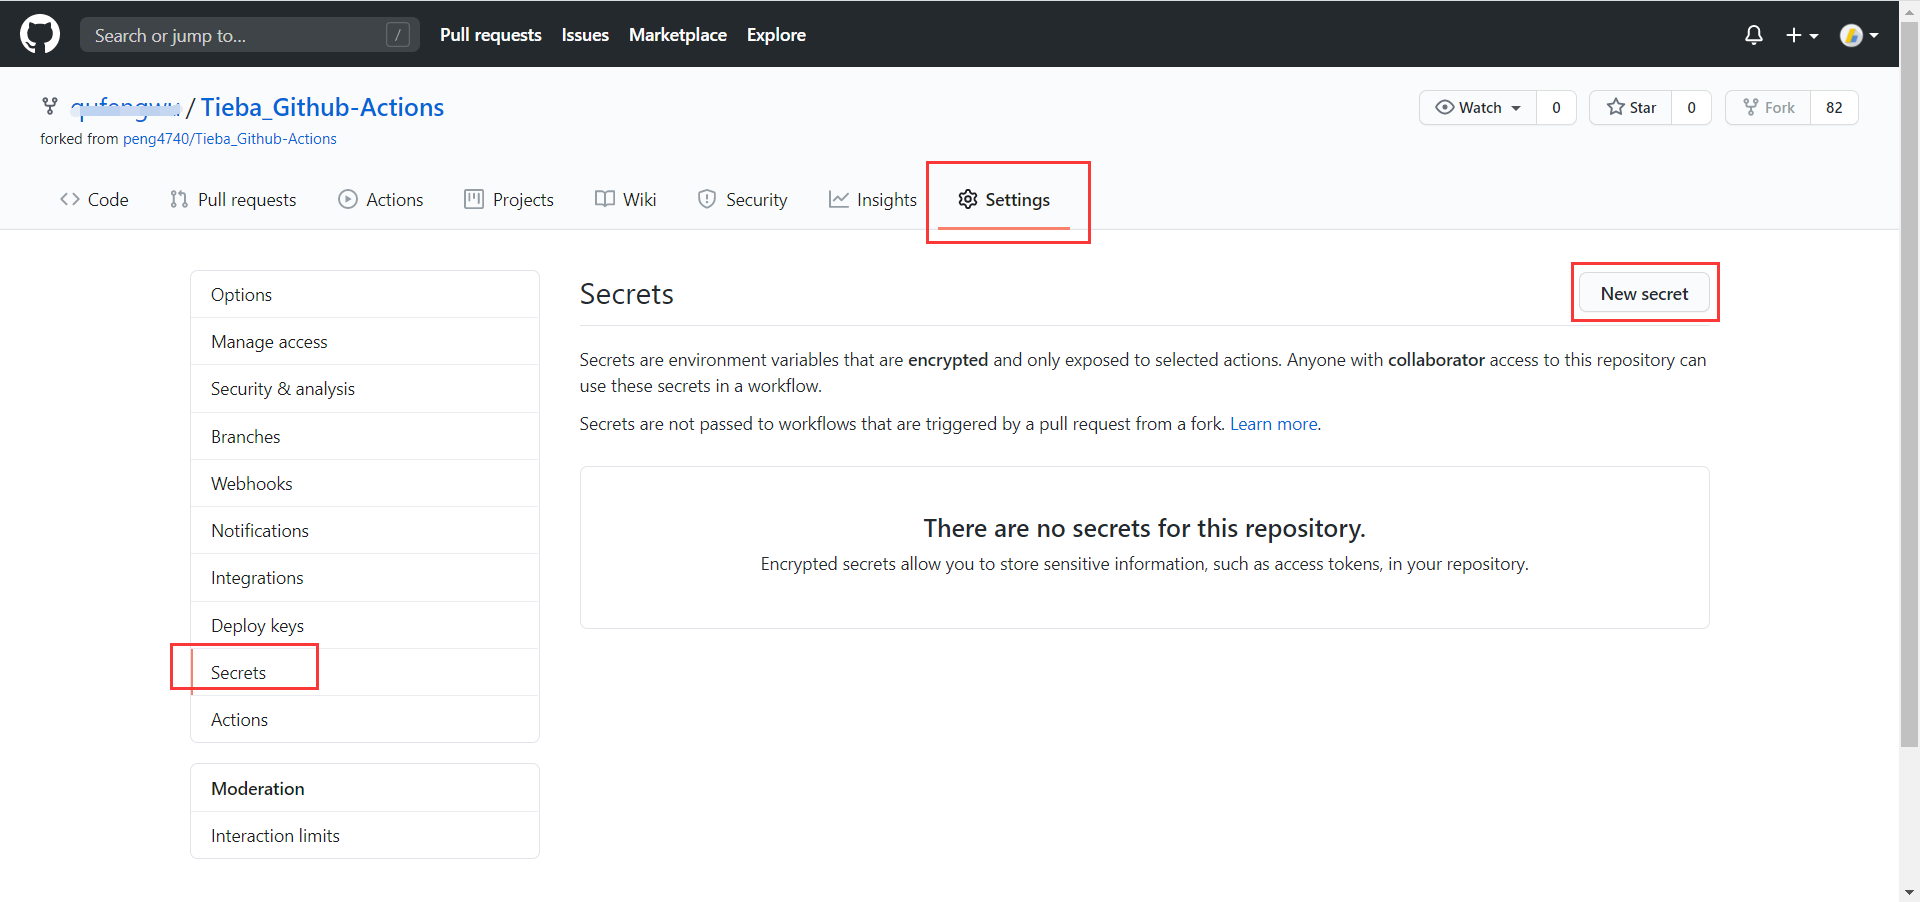 Search or jump to... /
Pull requests Issues Marketplace Explore
/ Tieba_Github-Actions
forked from peng4740/Tieba_Github-Actions
Watch 0 Star 0 Fork 82
Code Pull requests Actions Projects Wiki Security Insights Settings
Options
Manage access
Security & analysis
Branches
Webhooks
Notifications
Integrations
Deploy keys
Secrets
Actions
Moderation
Interaction limits
Secrets
New secret
Secrets are environment variables that are encrypted and only exposed to selected actions. Anyone with collaborator access to this repository can
use these secrets in a workflow.
Secrets are not passed to workflows that are triggered by a pull request from a fork. Learn more.
There are no secrets for this repository.
Encrypted secrets allow you to store sensitive information, such as access tokens, in your repository.